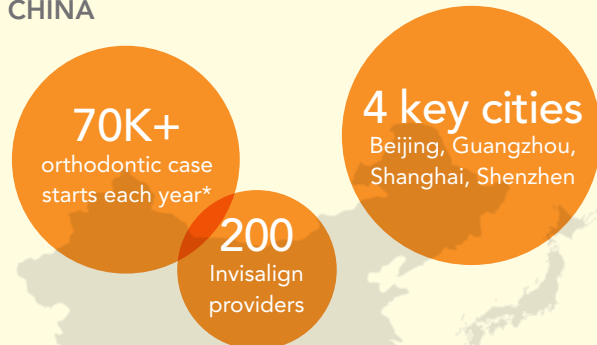 CHINA
70K+
orthodontic case
starts each year*
4 key cities
Beijing, Guangzhou,
Shanghai, Shenzhen
200
Invisalign
providers